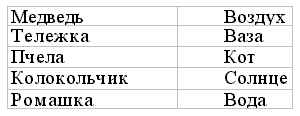 Медведь Воздух
Тележка Ваза
Пчела Кот
Колокольчик Солнце
Ромашка Вода